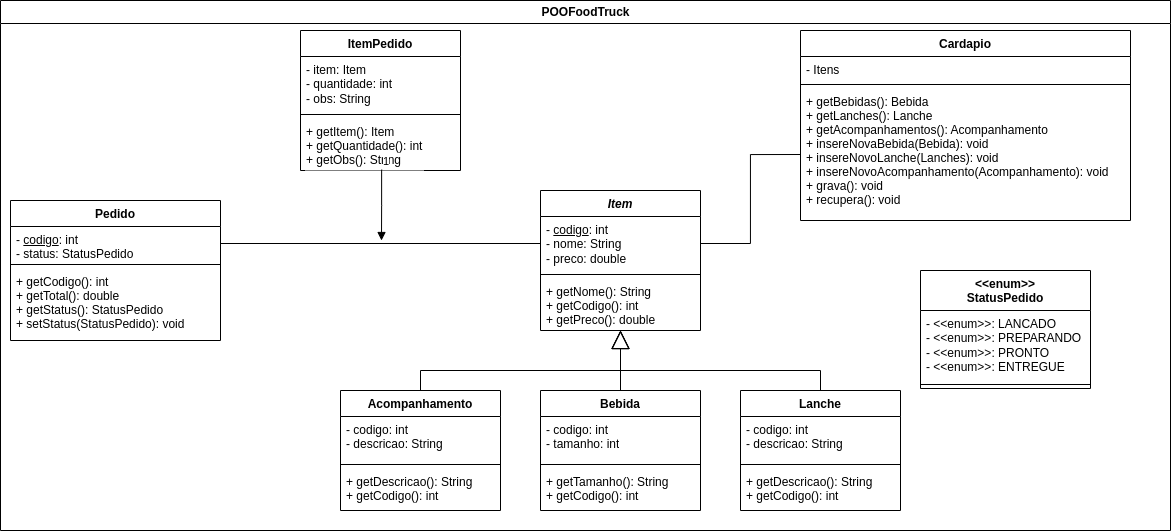 POOFoodTruck
ItemPedido
- item: Item
- quantidade: int
- obs: String
+ getItem(): Item
+ getQuantidade(): int
+ getObs(): String
1
Cardapio
- Itens
+ getBebidas(): Bebida
+ getLanches(): Lanche
+ getAcompanhamentos(): Acompanhamento
+ insereNovaBebida(Bebida): void
+ insereNovoLanche(Lanches): void
+ insereNovoAcompanhamento(Acompanhamento): void
+ grava(): void
+ recupera(): void
Pedido
- codigo: int
- status: StatusPedido
+ getCodigo(): int
+ getTotal(): double
+ getStatus(): StatusPedido
+ setStatus(StatusPedido): void
Item
- codigo: int
- nome: String
- preco: double
+ getNome(): String
+ getCodigo(): int
+ getPreco(): double
<<enum>>
StatusPedido
- <<enum>>: LANCADO
- <<enum>>: PREPARANDO
- <<enum>>: PRONTO
- <<enum>>: ENTREGUE
Acompanhamento
- codigo: int
- descricao: String
+ getDescricao(): String
+ getCodigo(): int
Bebida
- codigo: int
- tamanho: int
+ getTamanho(): String
+ getCodigo(): int
Lanche
- codigo: int
- descricao: String
+ getDescricao(): String
+ getCodigo(): int